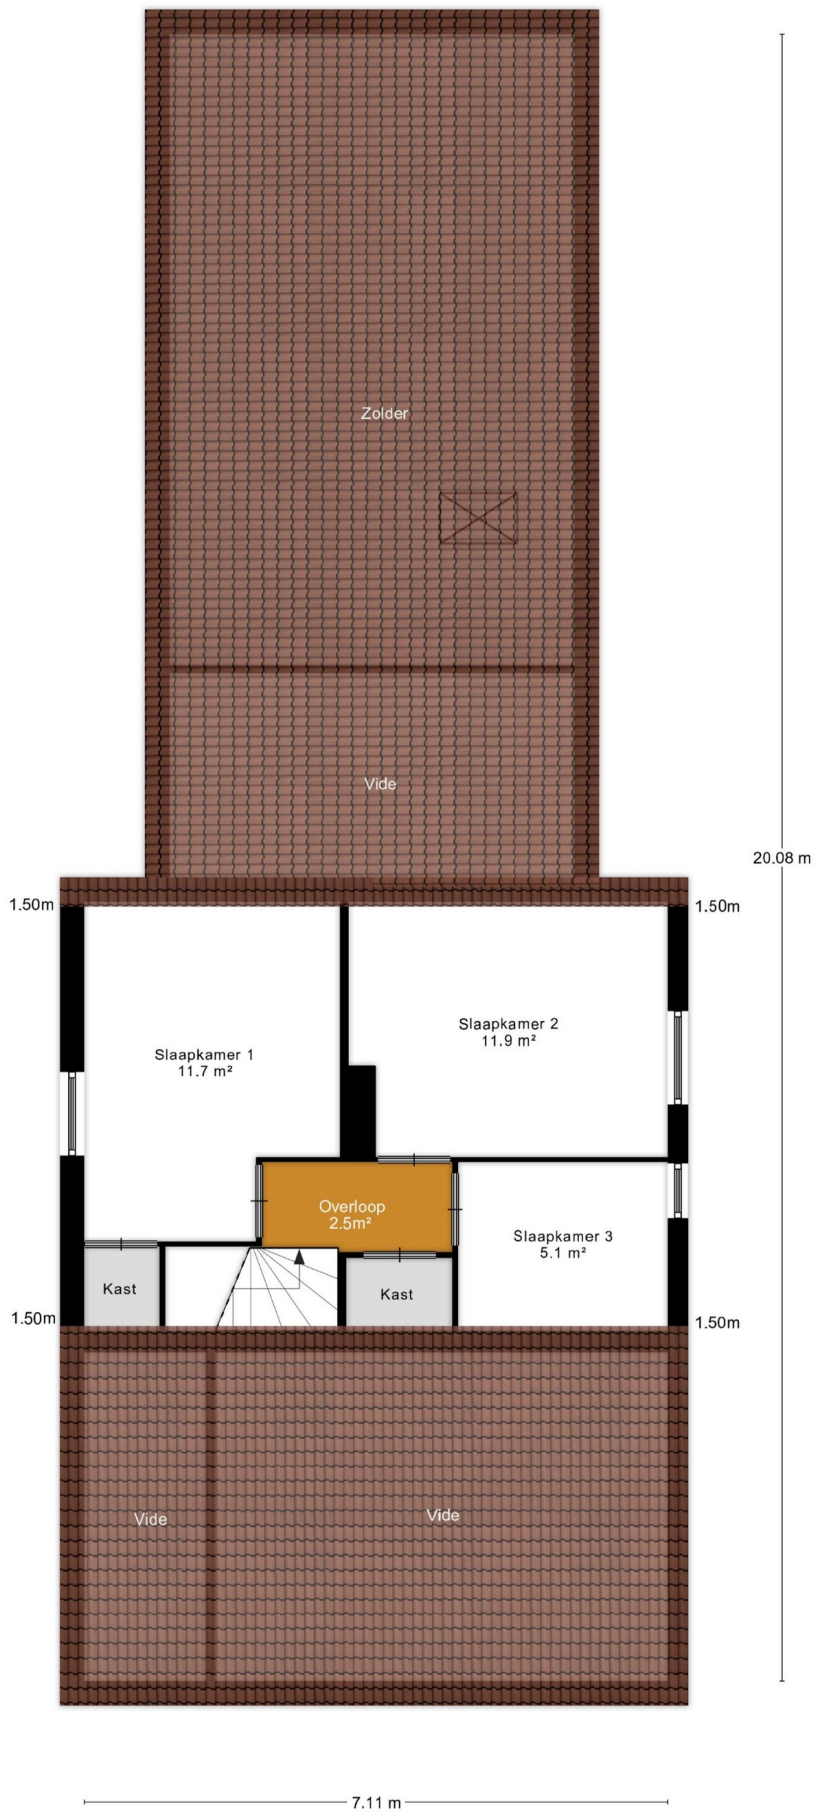 Zolder
Vide
20.08 m
1.50m
1.50m
Slaapkamer 2
11.9 m²
Slaapkamer 1
11.7 m²
Overloop
2.5m²
Slaapkamer 3
5.1 m²
Kast
Kast
1.50m
1.50m
Vide
Vide
7.11 m